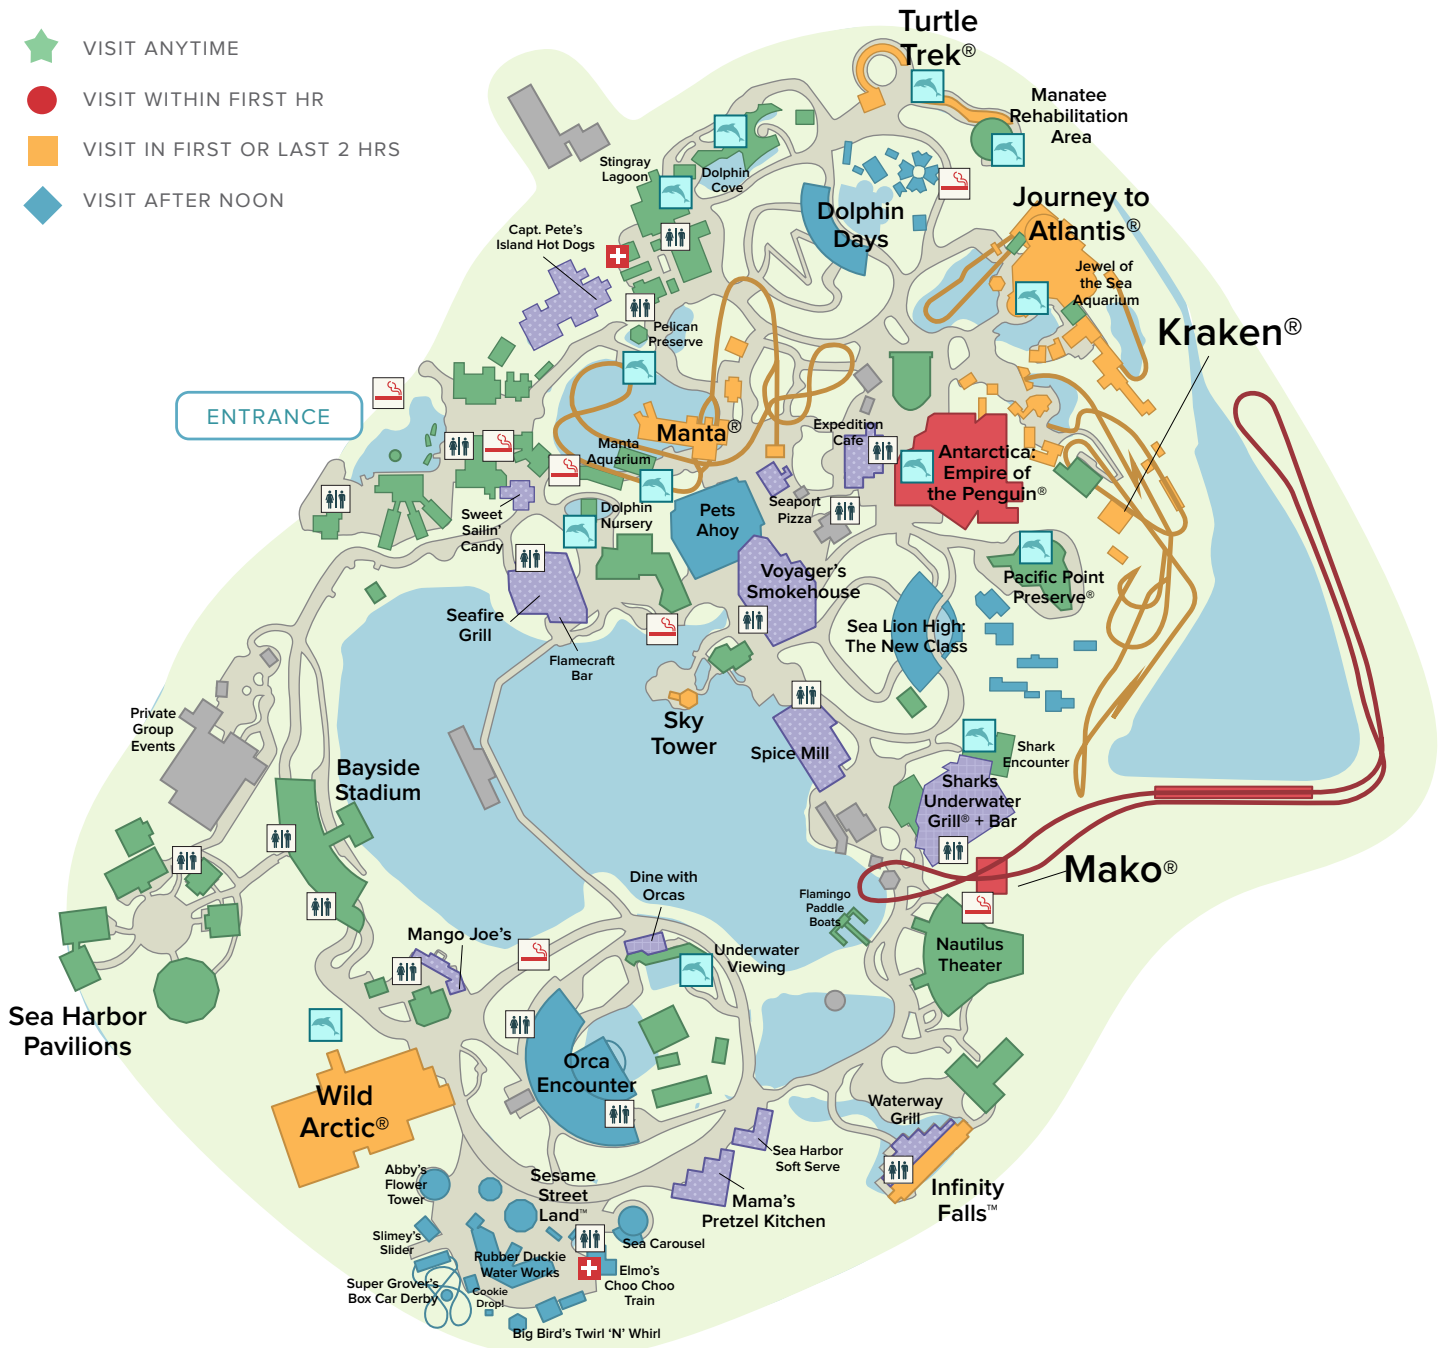 VISIT ANYTIME
VISIT WITHIN FIRST HR
VISIT IN FIRST OR LAST 2 HRS
VISIT AFTER NOON
Turtle
Trek®
Manatee
Rehabilitation
Area
Stingray
Lagoon
Dolphin
Cove
Dolphin
Days
Journey to
Atlantis®
Capt. Pete's
Island Hot Dogs
Jewel of
the Sea
Aquarium
Pelican
Preserve
Kraken®
ENTRANCE
Manta®
Manta
Aquarium
Expedition
Cafe
Antarctica:
Empire of
the Penguin®
Sweet
Sailin'
Candy
Dolphin
Nursery
Pets
Ahoy
Seaport
Pizza
Voyager's
Smokehouse
Pacific Point
Preserve®
Seafire
Grill
Flamecraft
Bar
Sea Lion High:
The New Class
Private
Group
Events
Sky
Tower
Spice Mill
Shark
Encounter
Bayside
Stadium
Sharks
Underwater
Grill® + Bar
Mako®
Dine with
Orcas
Flamingo
Paddle
Boats
Mango Joe's
Underwater
Viewing
Nautilus
Theater
Sea Harbor
Pavilions
Orca
Encounter
Wild
Arctic®
Waterway
Grill
Sea Harbor
Soft Serve
Abby's
Flower
Tower
Sesame
Street
Land™
Mama's
Pretzel Kitchen
Infinity
Falls™
Slimey's
Slider
Sea Carousel
Rubber Duckie
Water Works
Elmo's
Choo Choo
Train
Super Grover's
Box Car Derby
Cookie
Drop!
Big Bird's Twirl 'N' Whirl